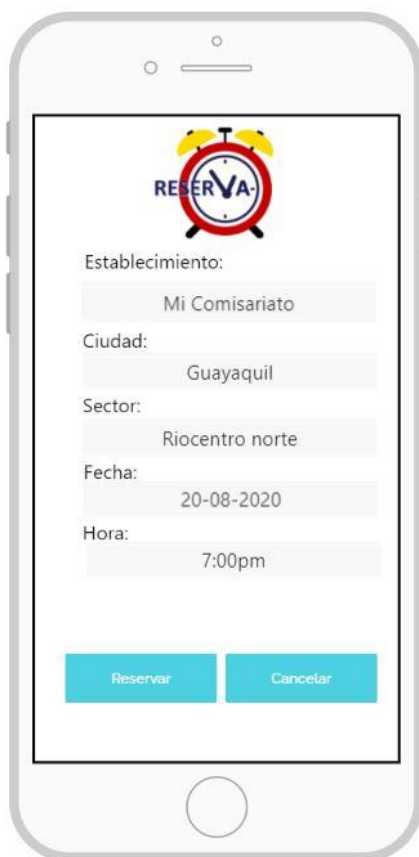 RESERVA-
Establecimiento:
Mi Comisariato
Ciudad:
Guayaquil
Sector:
Riocentro norte
Fecha:
20-08-2020
Hora:
7:00pm
Reservar
Cancelar